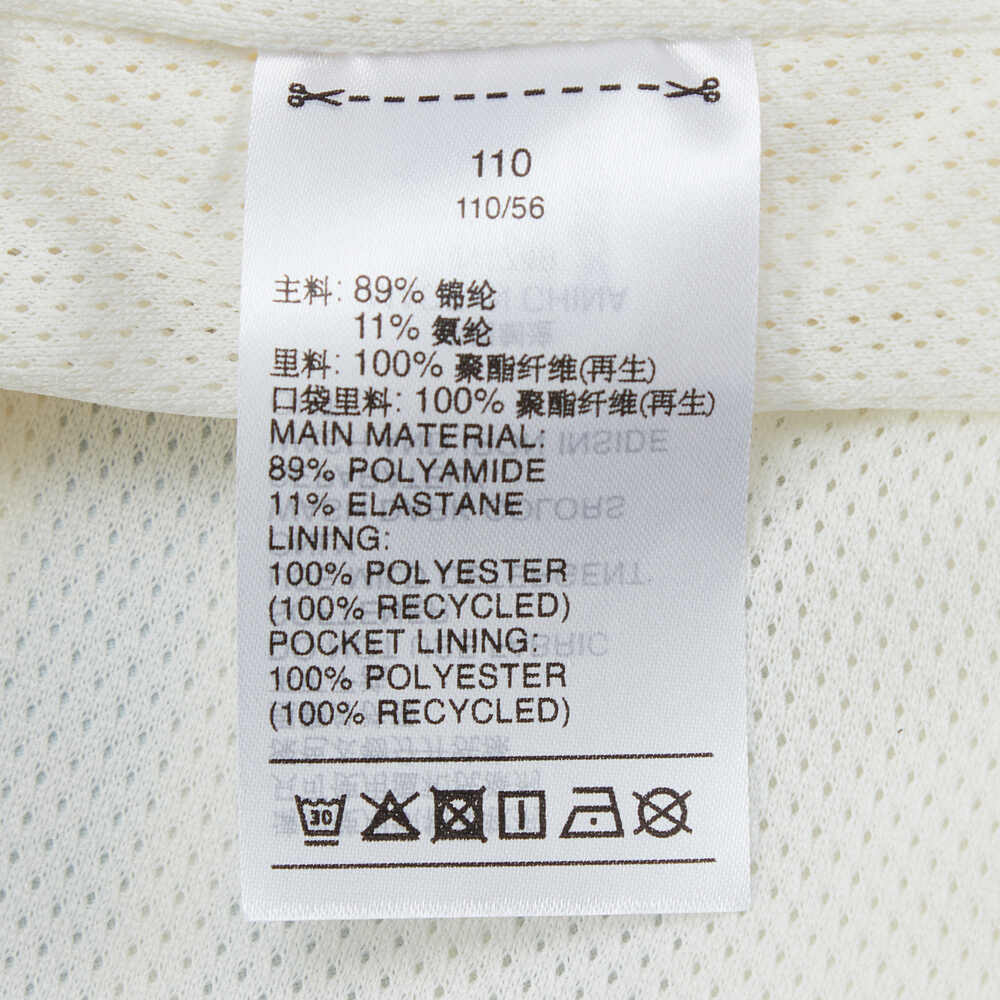 110
110/56
主料: 89% 锦纶
11% 氨纶
里料: 100% 聚酯纤维(再生)
口袋里料: 100% 聚酯纤维(再生)
MAIN MATERIAL:
89% POLYAMIDE
11% ELASTANE
LINING:
100% POLYESTER
(100% RECYCLED)
POCKET LINING:
100% POLYESTER
(100% RECYCLED)
30